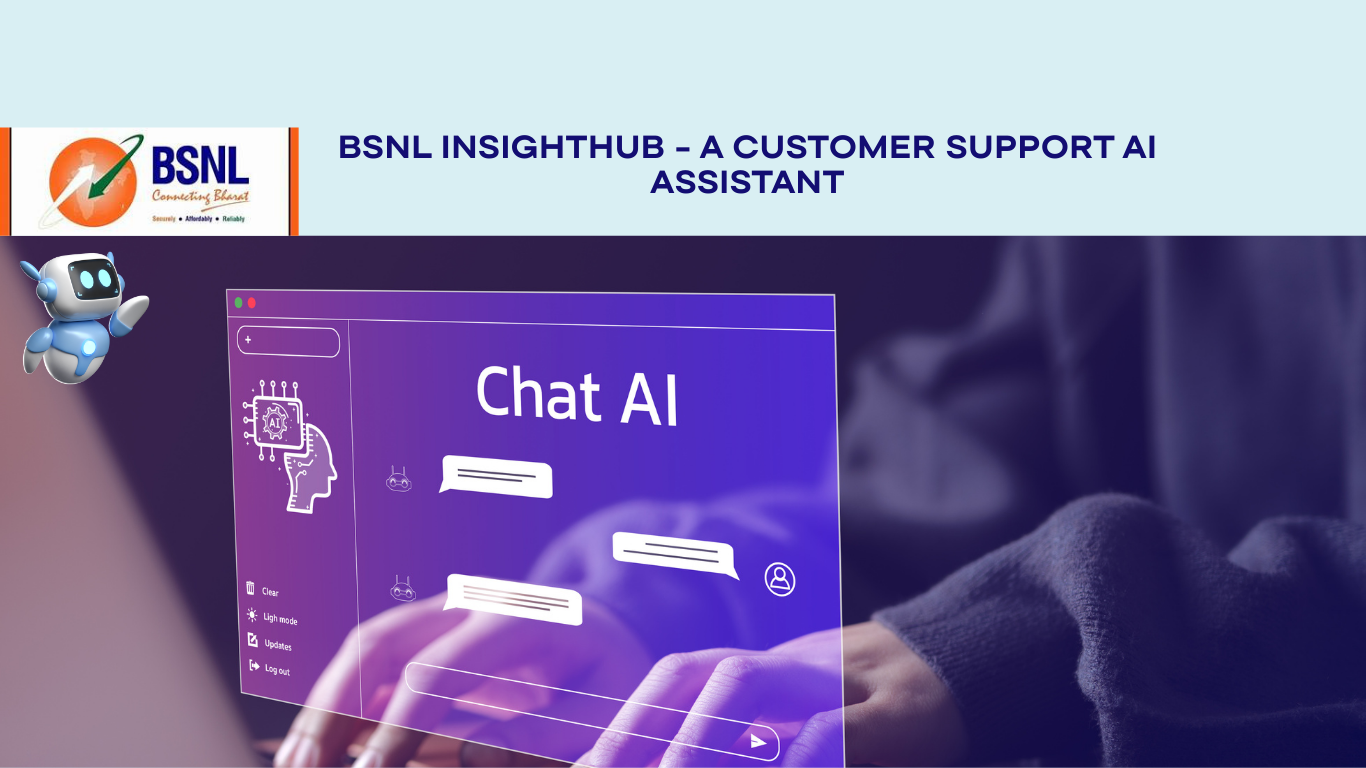 BSNL INSIGHTHUB – A CUSTOMER SUPPORT AI
ASSISTANT
BSNL
Connecting Bharat
Securely ● Affordably ● Reliably
+
Chat AI
AI
Clear
Ligh mode
Updates
Log out